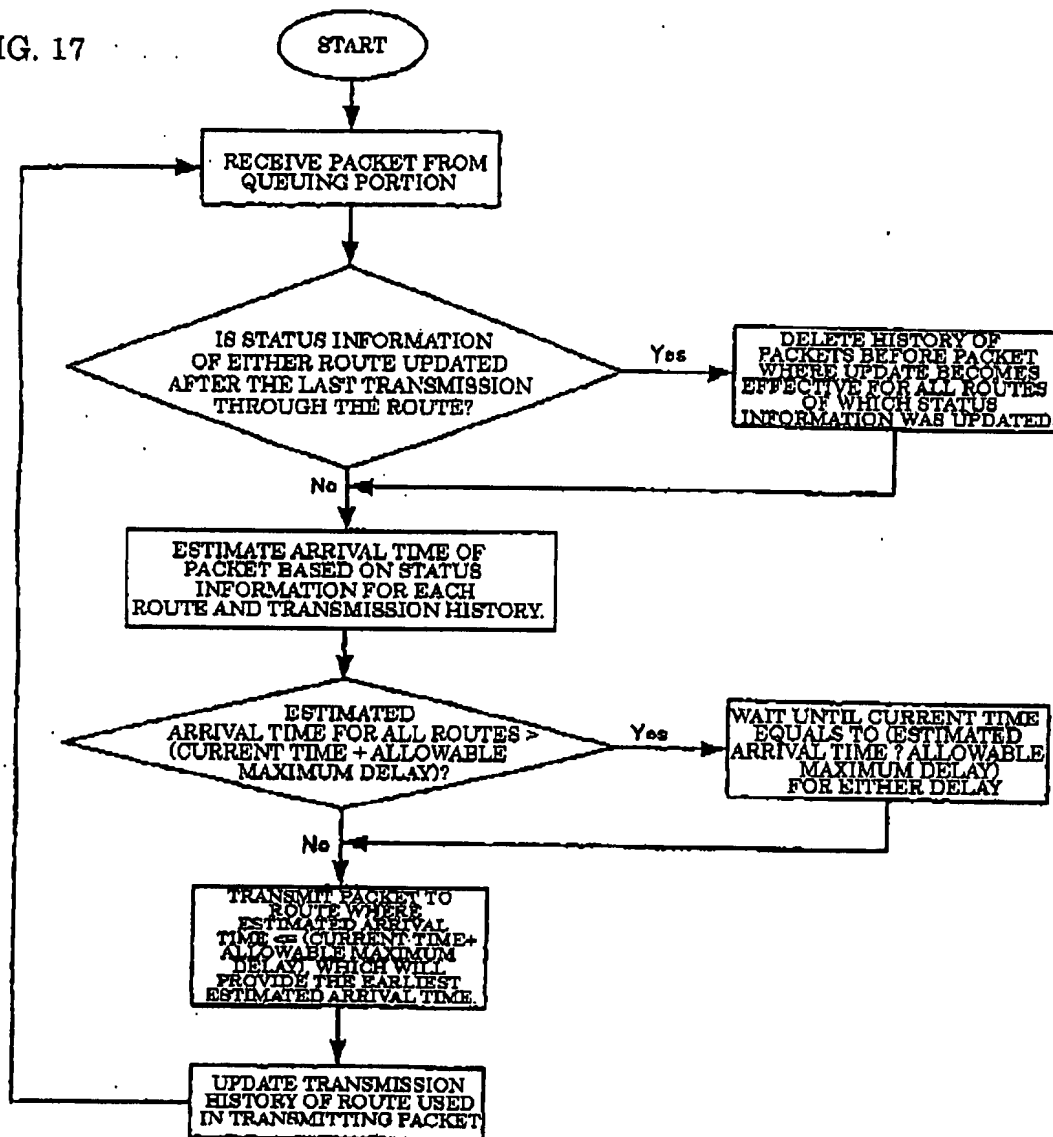 IG. 17
START
RECEIVE PACKET FROM
QUEUING PORTION
IS STATUS INFORMATION
OF EITHER ROUTE UPDATED
AFTER THE LAST TRANSMISSION
THROUGH THE ROUTE?
Yes
DELETE HISTORY OF
PACKETS BEFORE PACKET
WHERE UPDATE BECOMES
EFFECTIVE FOR ALL ROUTES
OF WHICH STATUS
INFORMATION WAS UPDATED
No
ESTIMATE ARRIVAL TIME OF
PACKET BASED ON STATUS
INFORMATION FOR EACH
ROUTE AND TRANSMISSION HISTORY.
ESTIMATED
ARRIVAL TIME FOR ALL ROUTES >
(CURRENT TIME + ALLOWABLE
MAXIMUM DELAY)?
Yes
WAIT UNTIL CURRENT TIME
EQUALS TO (ESTIMATED
ARRIVAL TIME ? ALLOWABLE
MAXIMUM DELAY)
FOR EITHER DELAY
No
TRANSMIT PACKET TO
ROUTE WHERE
ESTIMATED ARRIVAL
TIME <= (CURRENT TIME+
ALLOWABLE MAXIMUM
DELAY), WHICH WILL
PROVIDE THE EARLIEST
ESTIMATED ARRIVAL TIME.
UPDATE TRANSMISSION
HISTORY OF ROUTE USED
IN TRANSMITTING PACKET